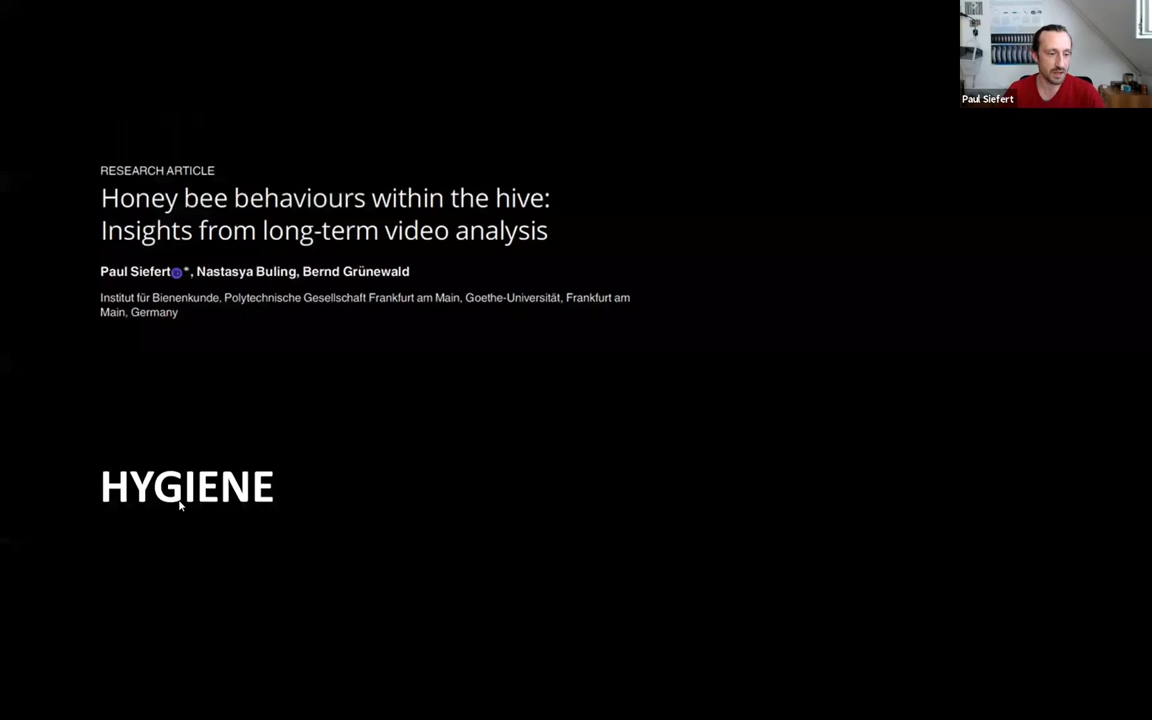 Paul Siefert
RESEARCH ARTICLE
Honey bee behaviours within the hive:
Insights from long-term video analysis
Paul Siefert*, Nastasya Buling, Bernd Grünewald
Institut für Bienenkunde, Polytechnische Gesellschaft Frankfurt am Main, Goethe-Universität, Frankfurt am
Main, Germany
HYGIENE